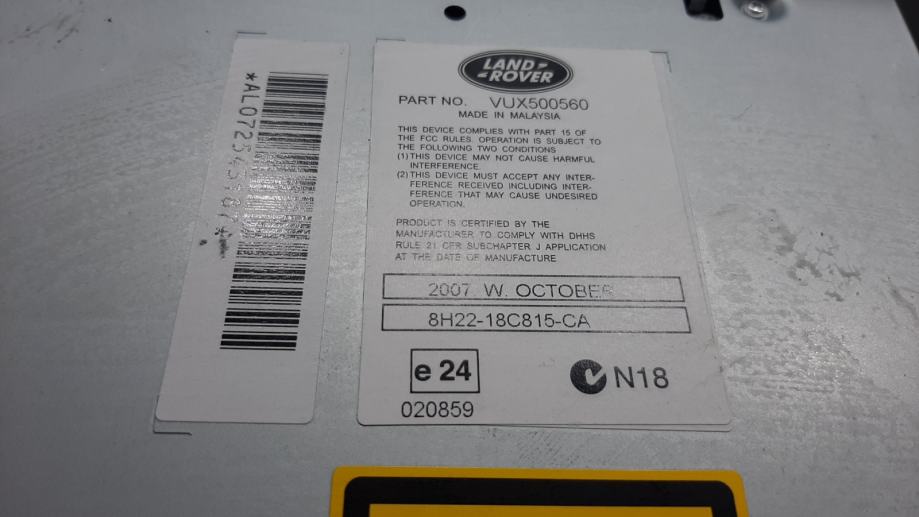 LAND ROVER
PART NO. VUX500560
MADE IN MALAYSIA
THIS DEVICE COMPLIES WITH PART 15 OF
THE FCC RULES. OPERATION IS SUBJECT TO
THE FOLLOWING TWO CONDITIONS
(1) THIS DEVICE MAY NOT CAUSE HARMFUL
INTERFERENCE
(2) THIS DEVICE MUST ACCEPT ANY INTER-
FERENCE RECEIVED INCLUDING INTER-
FERENCE THAT MAY CAUSE UNDESIRED
OPERATION.
PRODUCT IS CERTIFIED BY THE
MANUFACTURER TO COMPLY WITH DHHS
RULE 21 CFR SUBCHAPTER J APPLICATION
AT THE DATE OF MANUFACTURE
2007 W. OCTOBER
8H22-18C815-CA
e 24
N18
020859